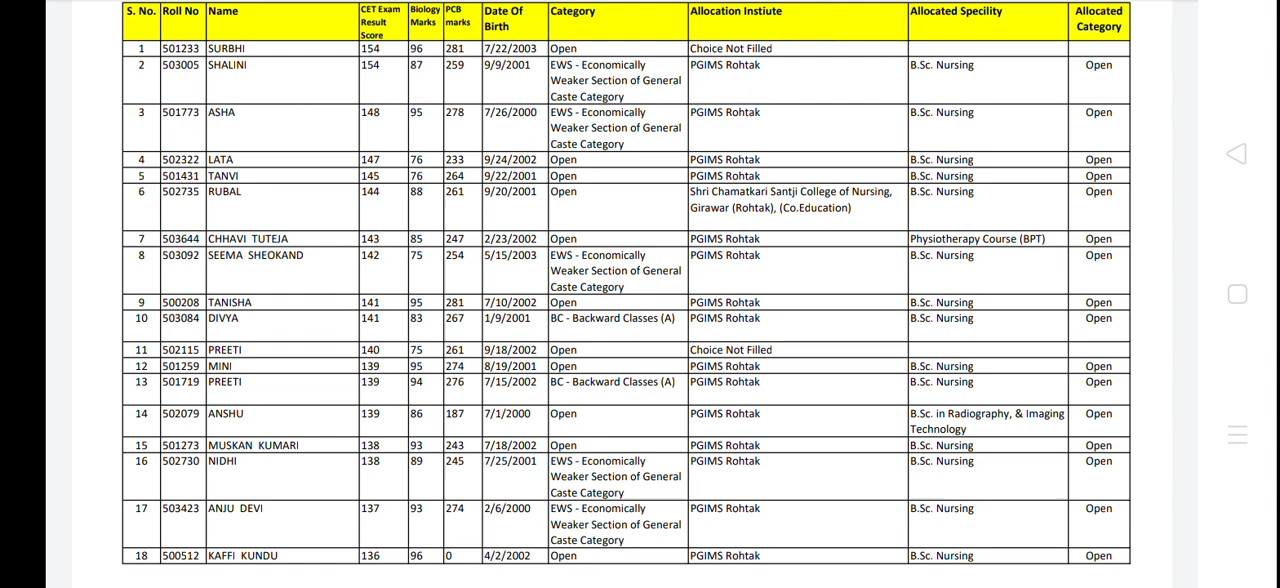 S. No. Roll No Name CET Exam Result Score Biology Marks PCB marks Date Of Birth Category Allocation Instiute Allocated Specility Allocated Category
1 501233 SURBHI 154 96 281 7/22/2003 Open Choice Not Filled
2 503005 SHALINI 154 87 259 9/9/2001 EWS - Economically Weaker Section of General Caste Category PGIMS Rohtak B.Sc. Nursing Open
3 501773 ASHA 148 95 278 7/26/2000 EWS - Economically Weaker Section of General Caste Category PGIMS Rohtak B.Sc. Nursing Open
4 502322 LATA 147 76 233 9/24/2002 Open PGIMS Rohtak B.Sc. Nursing Open
5 501431 TANVI 145 76 264 9/22/2001 Open PGIMS Rohtak B.Sc. Nursing Open
6 502735 RUBAL 144 88 261 9/20/2001 Open Shri Chamatkari Santji College of Nursing, Girawar (Rohtak), (Co.Education) B.Sc. Nursing Open
7 503644 CHHAVI TUTEJA 143 85 247 2/23/2002 Open PGIMS Rohtak Physiotherapy Course (BPT) Open
8 503092 SEEMA SHEOKAND 142 75 254 5/15/2003 EWS - Economically Weaker Section of General Caste Category PGIMS Rohtak B.Sc. Nursing Open
9 500208 TANISHA 141 95 281 7/10/2002 Open PGIMS Rohtak B.Sc. Nursing Open
10 503084 DIVYA 141 83 267 1/9/2001 BC - Backward Classes (A) PGIMS Rohtak B.Sc. Nursing Open
11 502115 PREETI 140 75 261 9/18/2002 Open Choice Not Filled
12 501259 MINI 139 95 274 8/19/2001 Open PGIMS Rohtak B.Sc. Nursing Open
13 501719 PREETI 139 94 276 7/15/2002 BC - Backward Classes (A) PGIMS Rohtak B.Sc. Nursing Open
14 502079 ANSHU 139 86 187 7/1/2000 Open PGIMS Rohtak B.Sc. in Radiography, & Imaging Technology Open
15 501273 MUSKAN KUMARI 138 93 243 7/18/2002 Open PGIMS Rohtak B.Sc. Nursing Open
16 502730 NIDHI 138 89 245 7/25/2001 EWS - Economically Weaker Section of General Caste Category PGIMS Rohtak B.Sc. Nursing Open
17 503423 ANJU DEVI 137 93 274 2/6/2000 EWS - Economically Weaker Section of General Caste Category PGIMS Rohtak B.Sc. Nursing Open
18 500512 KAFFI KUNDU 136 96 0 4/2/2002 Open PGIMS Rohtak B.Sc. Nursing Open